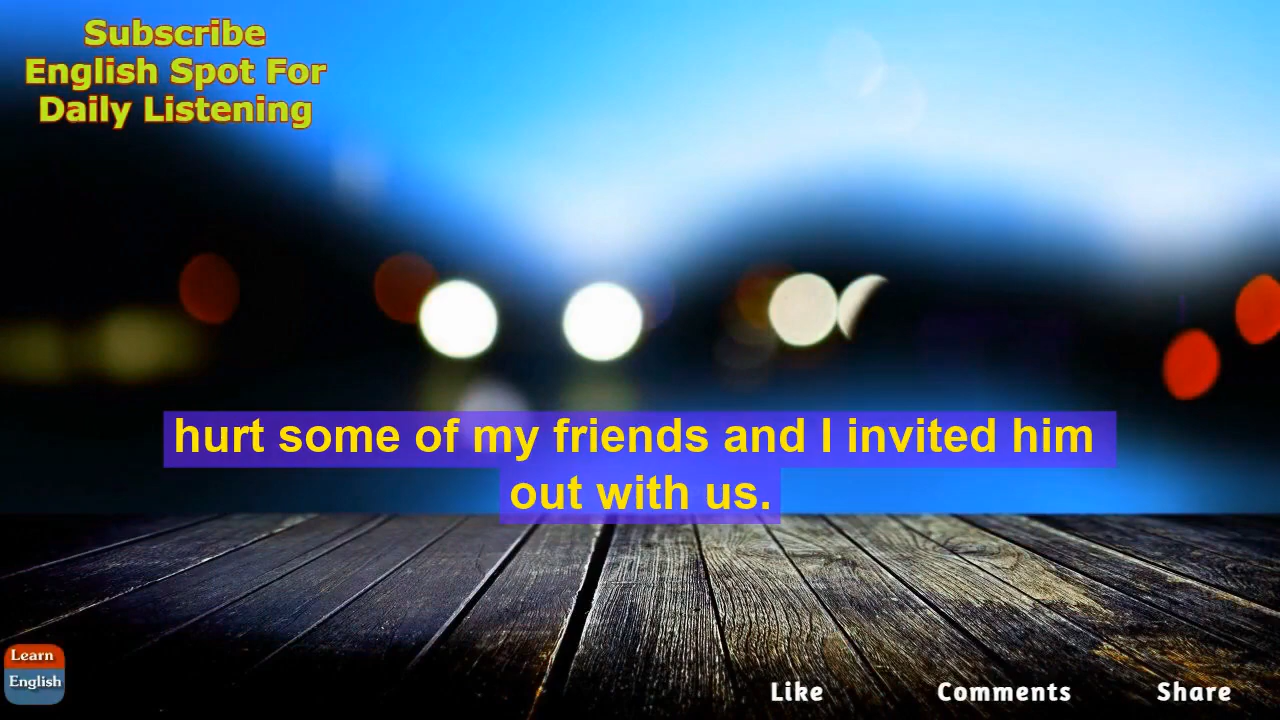 Subscribe
English Spot For
Daily Listening
hurt some of my friends and I invited him
out with us.
Learn
English
Like
Comments
Share